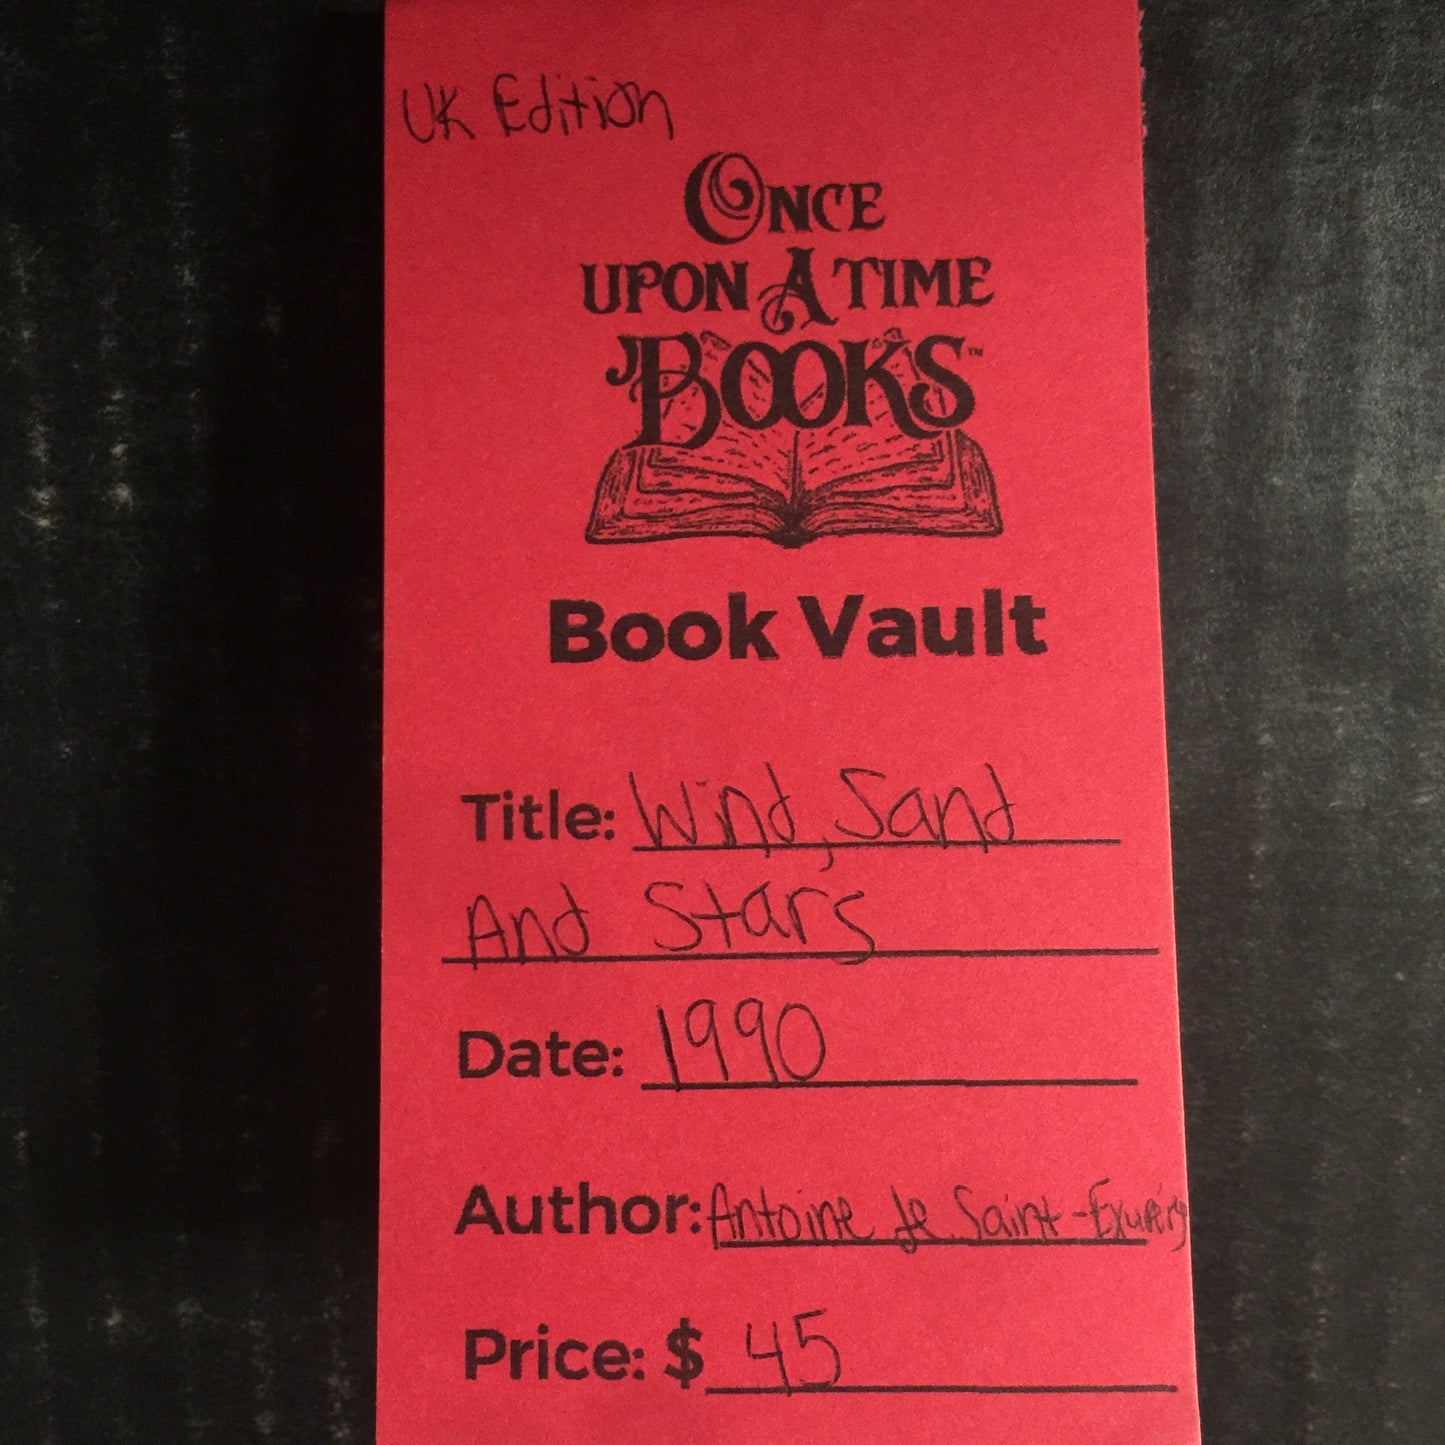 UK Edition
ONCE
UPON A TIME
BOOKS™
Book Vault
Title: Wind, Sand
And Stars
Date: 1990
Author: Antoine de Saint-Exupéry
Price: $ 45